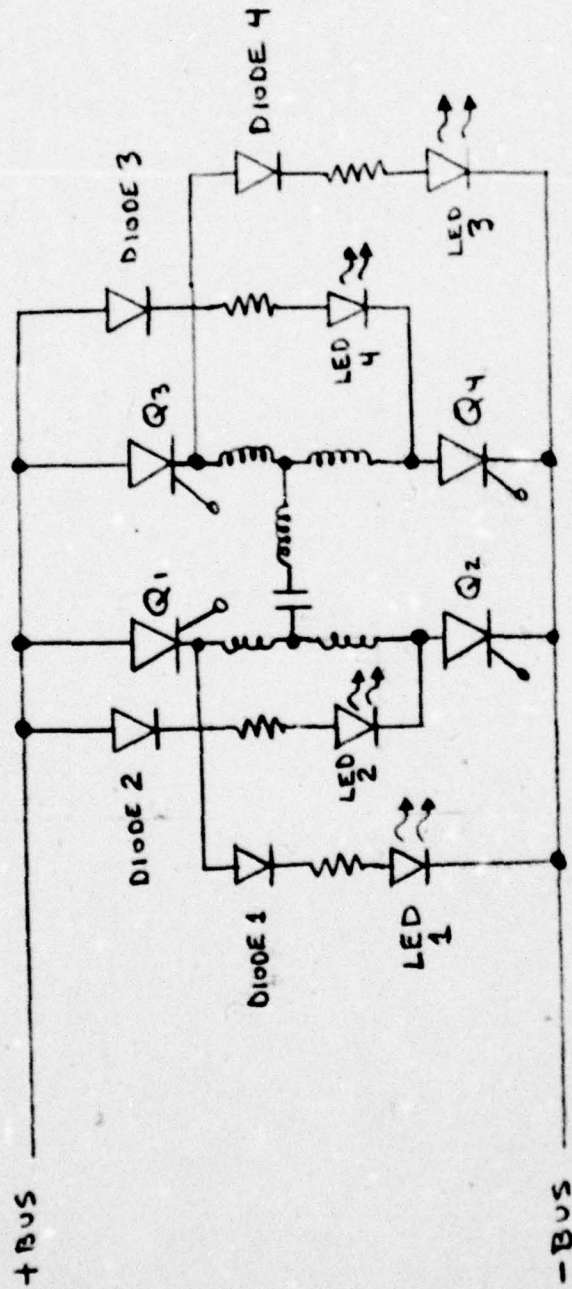 + BUS
DIODE 2
Q1
Q3
DIODE 3
DIODE 4
DIODE 1
LED
2
LED
4
LED
1
Q2
Q4
LED
3
- BUS